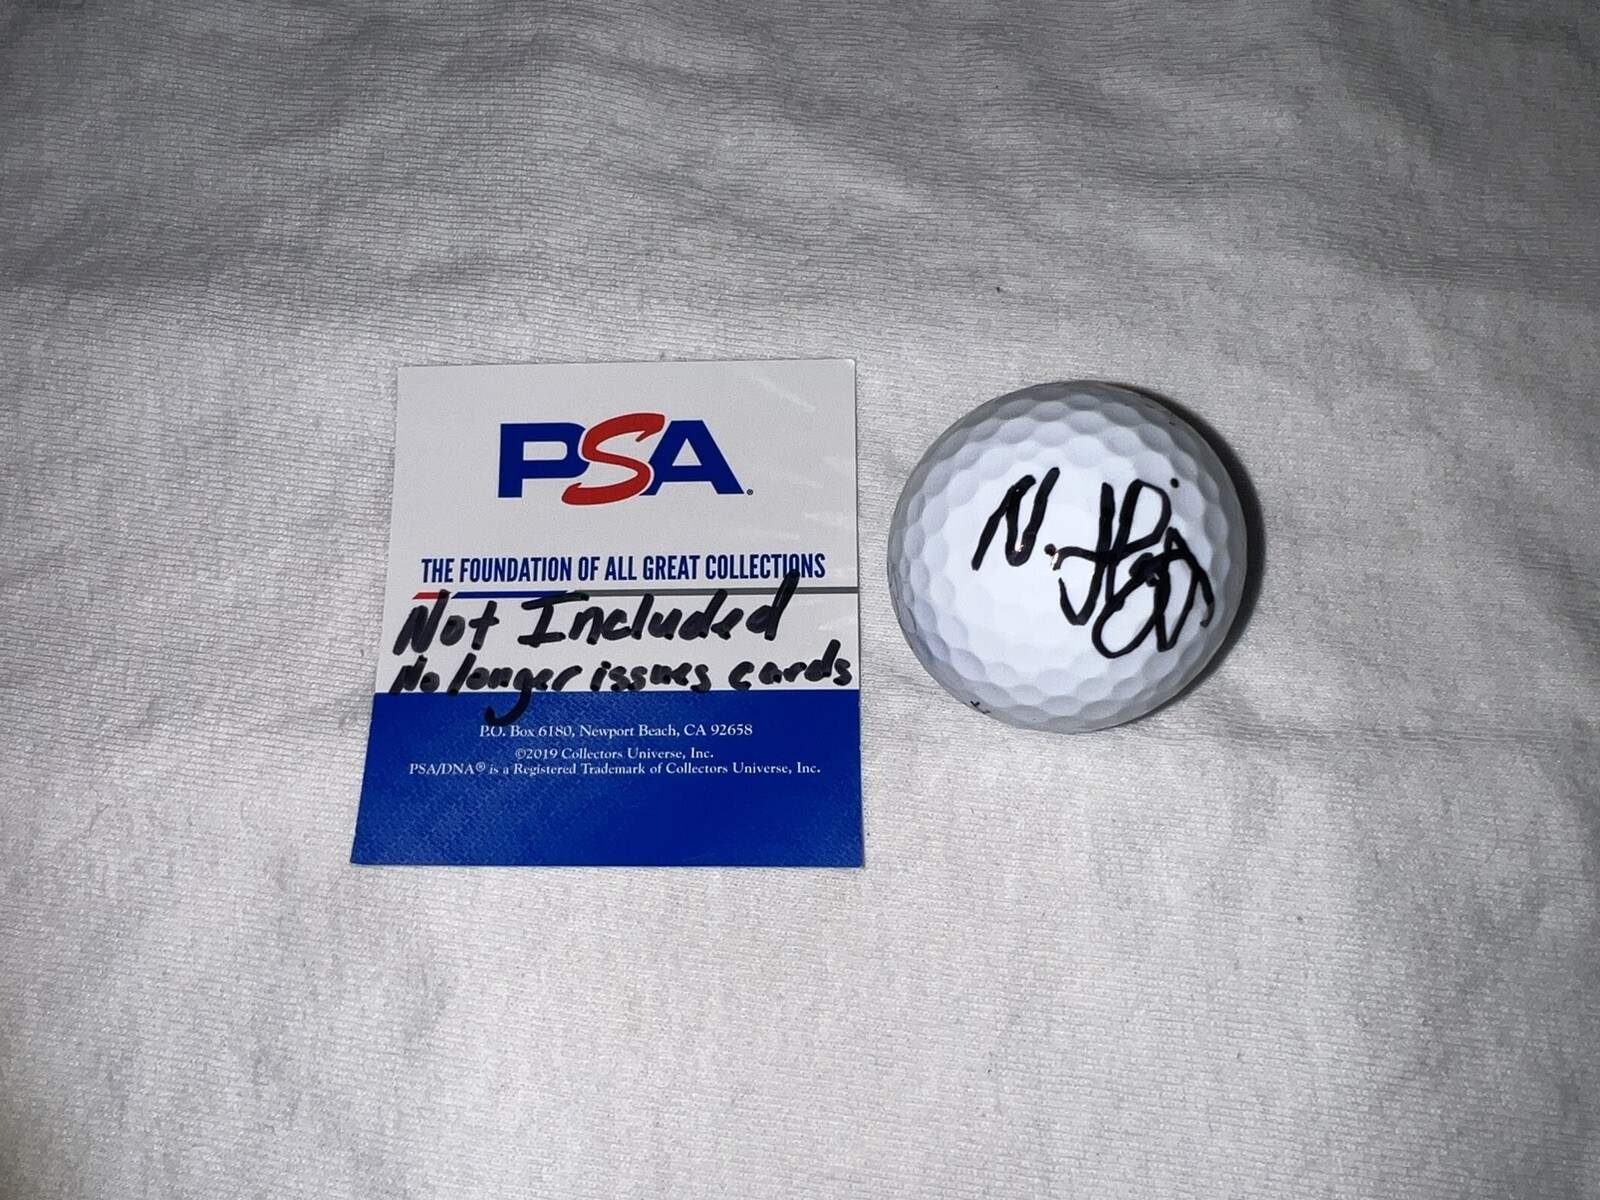 PSA
THE FOUNDATION OF ALL GREAT COLLECTIONS
Not Included
No longer issues cards
P.O. Box 6180, Newport Beach, CA 92658
©2019 Collectors Universe, Inc.
PSA/DNA® is a Registered Trademark of Collectors Universe, Inc.
N.